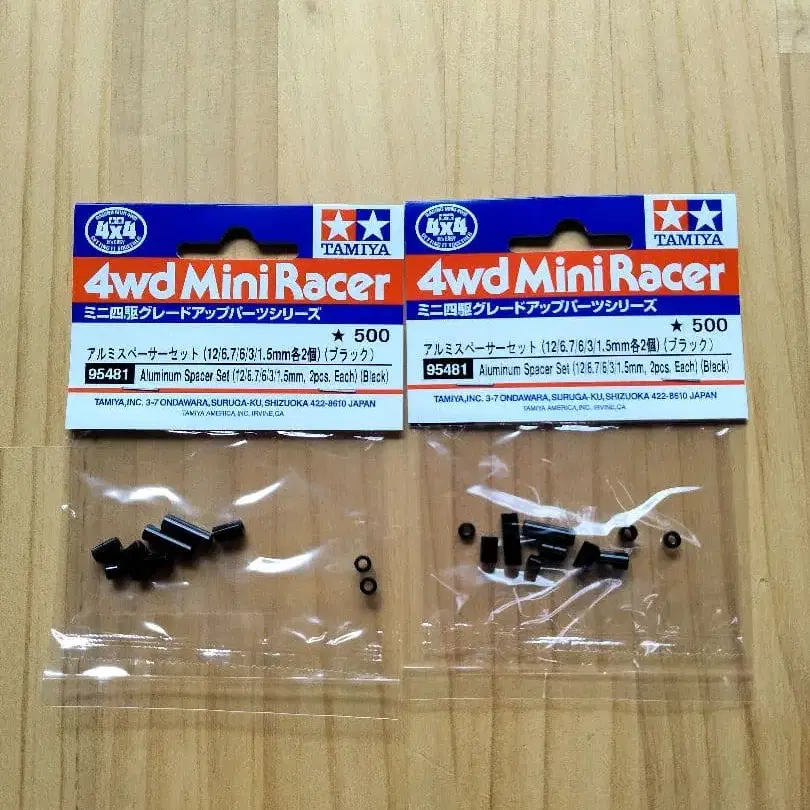 4x4
TAMIYA
4wd Mini Racer
ミニ四駆グレードアップパーツシリーズ
★ 500
アルミスペーサーセット (12/6.7/6/3/1.5mm各2個) (ブラック)
95481 Aluminum Spacer Set (12/6.7/6/3/1.5mm, 2pcs. Each) (Black)
TAMIYA,INC. 3-7 ONDAWARA, SURUGA-KU, SHIZUOKA 422-8610 JAPAN
TAMIYA AMERICA, INC. IRVINE, CA
4x4
TAMIYA
4wd Mini Racer
ミニ四駆グレードアップパーツシリーズ
★ 500
アルミスペーサーセット (12/6.7/6/3/1.5mm各2個) (ブラック)
95481 Aluminum Spacer Set (12/6.7/6/3/1.5mm, 2pcs. Each) (Black)
TAMIYA,INC. 3-7 ONDAWARA, SURUGA-KU, SHIZUOKA 422-8610 JAPAN
TAMIYA AMERICA, INC. IRVINE, CA